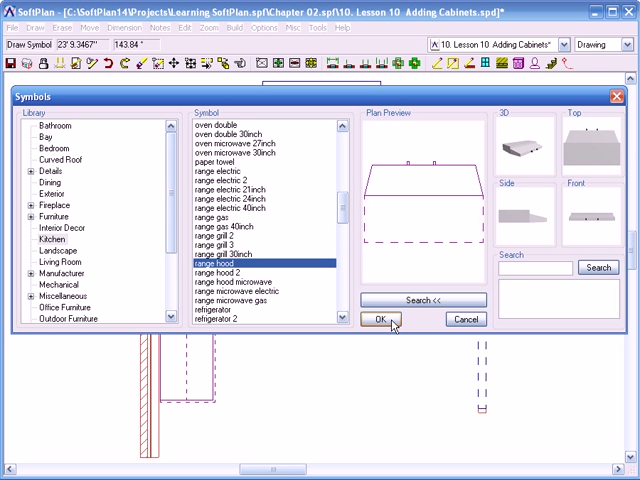 SoftPlan - [C:\SoftPlan14\Projects\Learning SoftPlan.spf\Chapter 02.spf\10. Lesson 10  Adding Cabinets.spd]*
File Draw Erase Move Dimension Notes Edit Zoom Build Options Misc Tools Help
Draw Symbol 23' 9.3467" 143.84 " 10. Lesson 10  Adding Cabinets* Drawing
Symbols
Library
Bathroom
Bay
Bedroom
Curved Roof
Details
Dining
Exterior
Fireplace
Furniture
Interior Decor
Kitchen
Landscape
Living Room
Manufacturer
Mechanical
Miscellaneous
Office Furniture
Outdoor Furniture
Symbol
oven double
oven double 30inch
oven microwave 27inch
oven microwave 30inch
paper towel
range electric
range electric 2
range electric 21inch
range electric 24inch
range electric 40inch
range gas
range gas 40inch
range grill 2
range grill 3
range grill 30inch
range hood
range hood 2
range hood microwave
range microwave electric
range microwave gas
refrigerator
refrigerator 2
Plan Preview
Search <<
OK Cancel
3D Top
Side Front
Search
Search